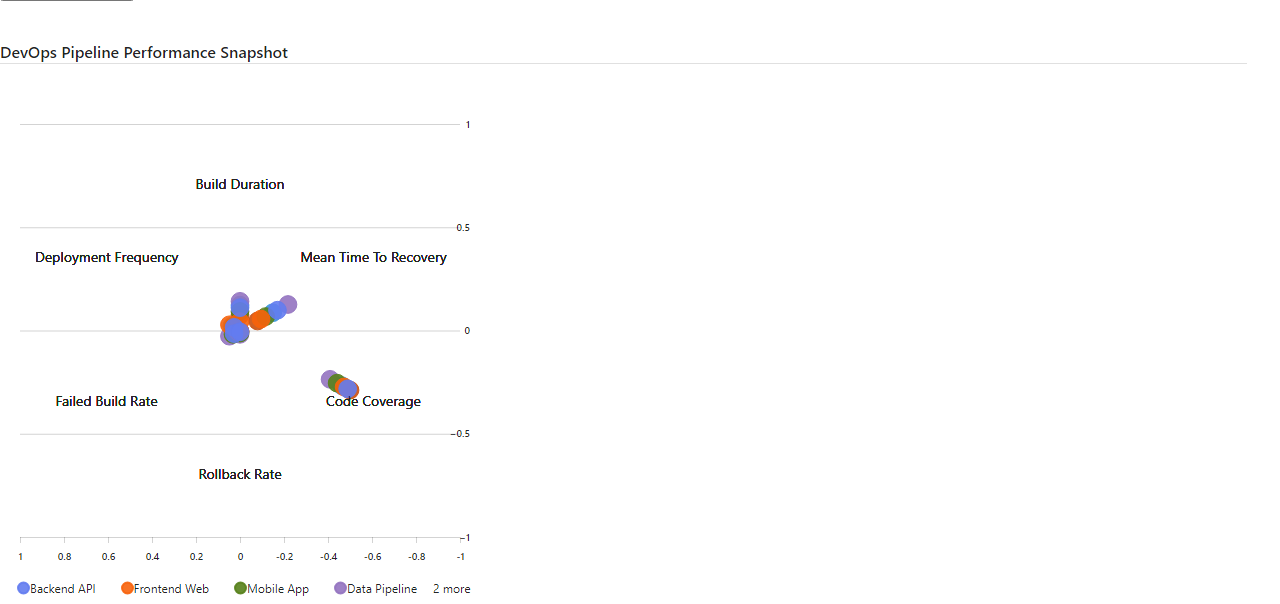 DevOps Pipeline Performance Snapshot
1
Build Duration
0.5
Deployment Frequency
Mean Time To Recovery
0
Failed Build Rate
Code Coverage
−0.5
Rollback Rate
−1
1 0.8 0.6 0.4 0.2 0 -0.2 -0.4 -0.6 -0.8 -1
Backend API Frontend Web Mobile App Data Pipeline 2 more